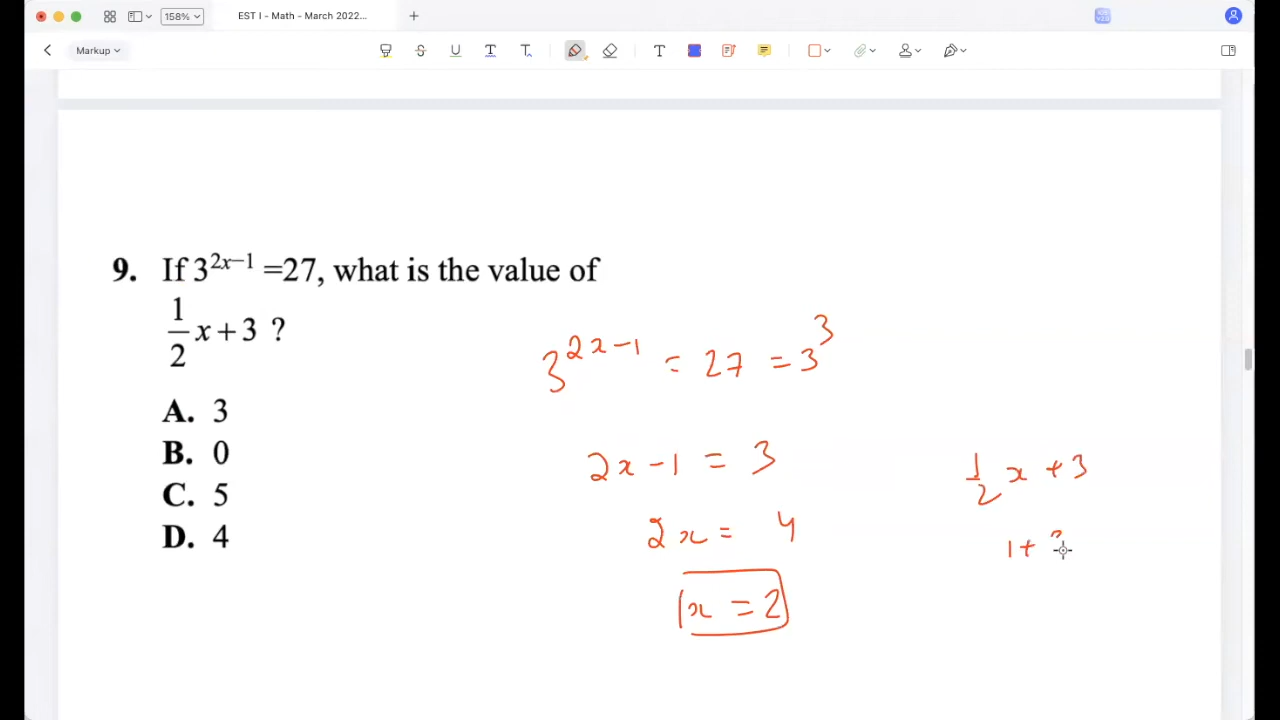 158%
EST I - Math - March 2022...
Markup
9. If 3^{2x−1} =27, what is the value of
\frac{1}{2}x+3 ?
A. 3
B. 0
C. 5
D. 4
3^{2x-1} = 27 = 3^3
2x - 1 = 3
2x = 4
x = 2
\frac{1}{2} x + 3
1 +